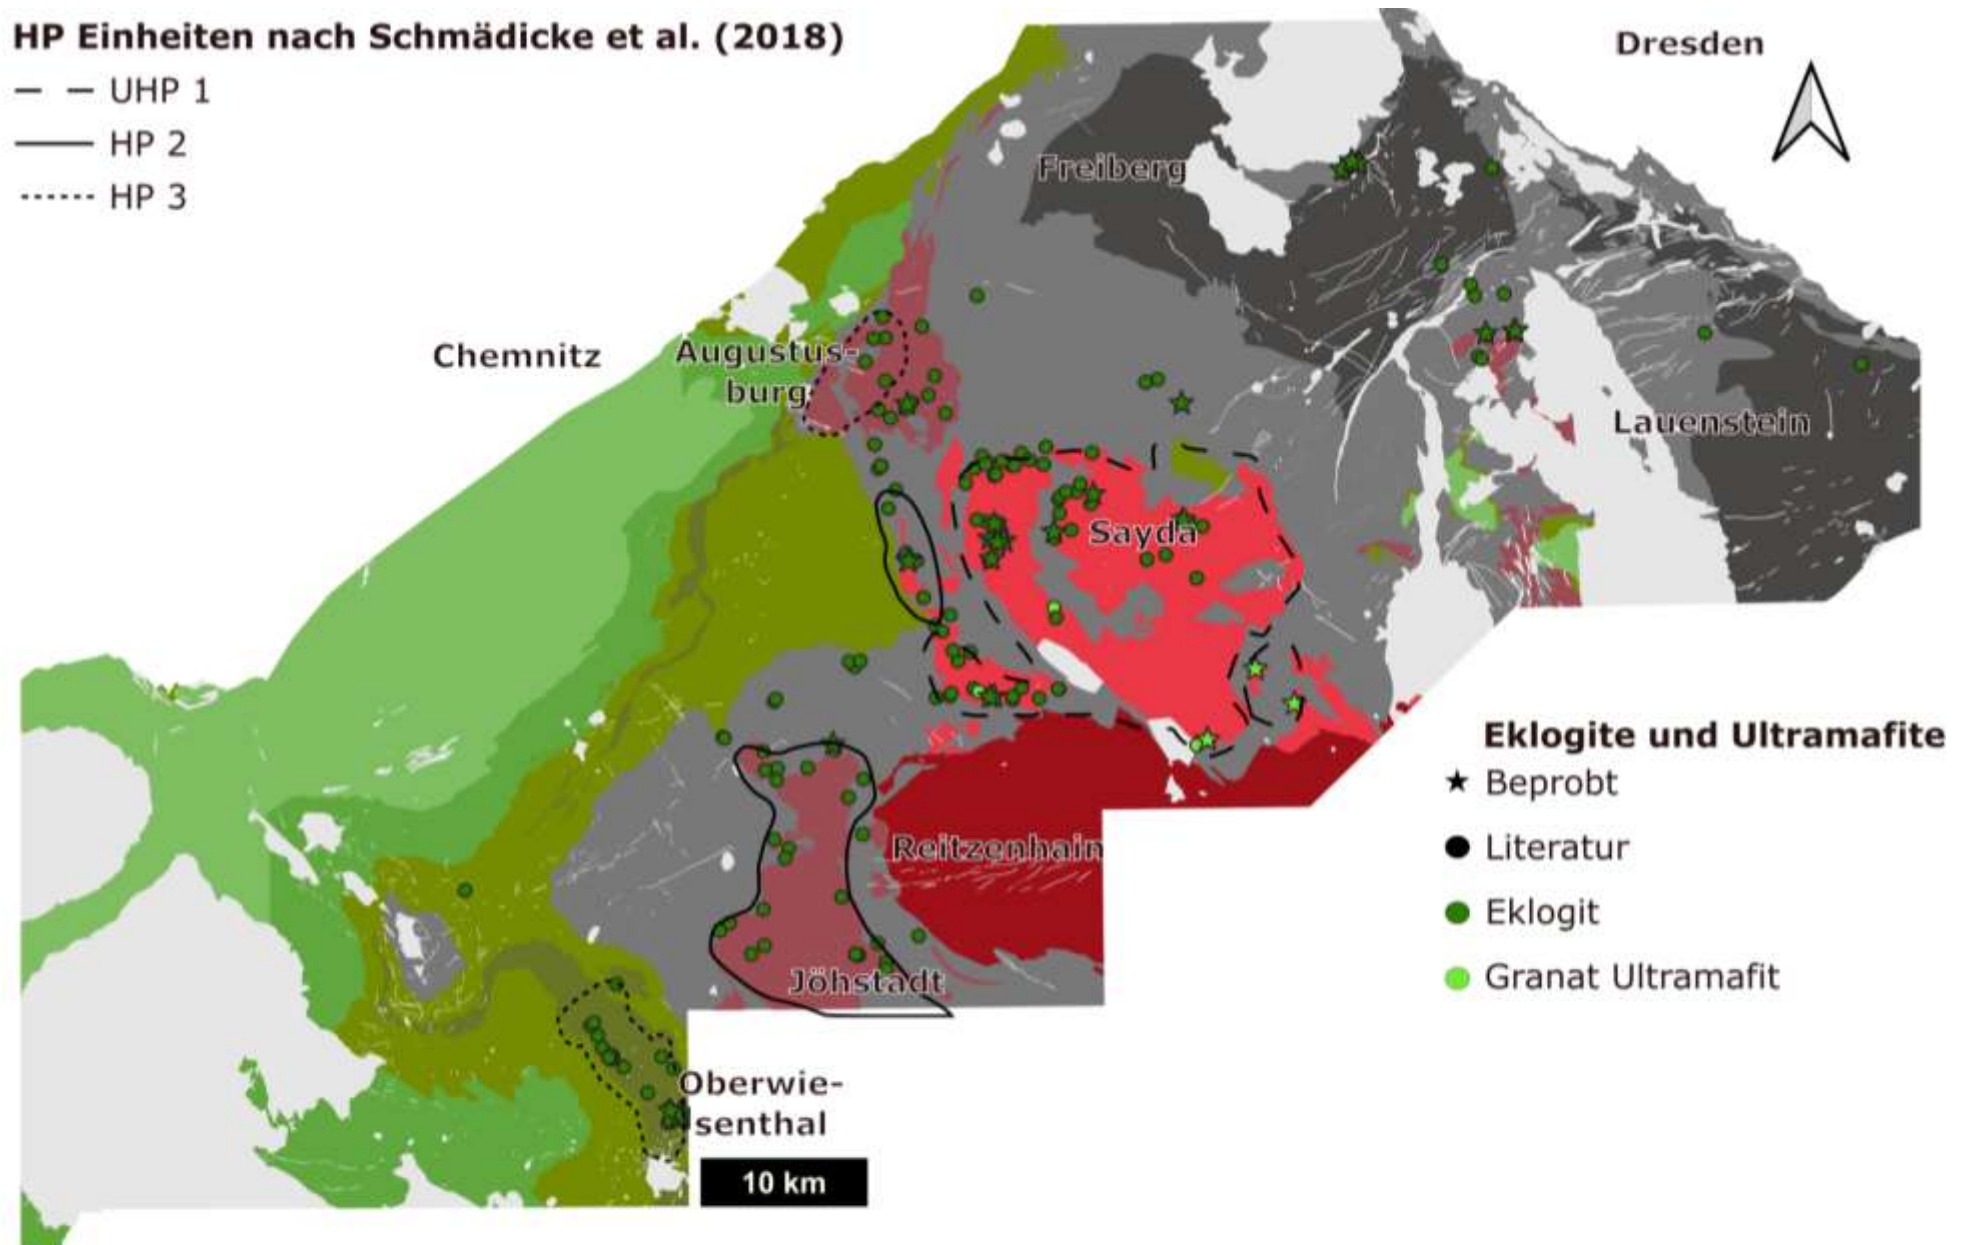 HP Einheiten nach Schmädicke et al. (2018)
UHP 1
HP 2
HP 3
Dresden
Freiberg
Chemnitz
Augustus-
burg
Lauenstein
Sayda
Reitzenhain
Jöhstadt
Oberwie-
senthal
10 km
Eklogite und Ultramafite
Beprobt
Literatur
Eklogit
Granat Ultramafit